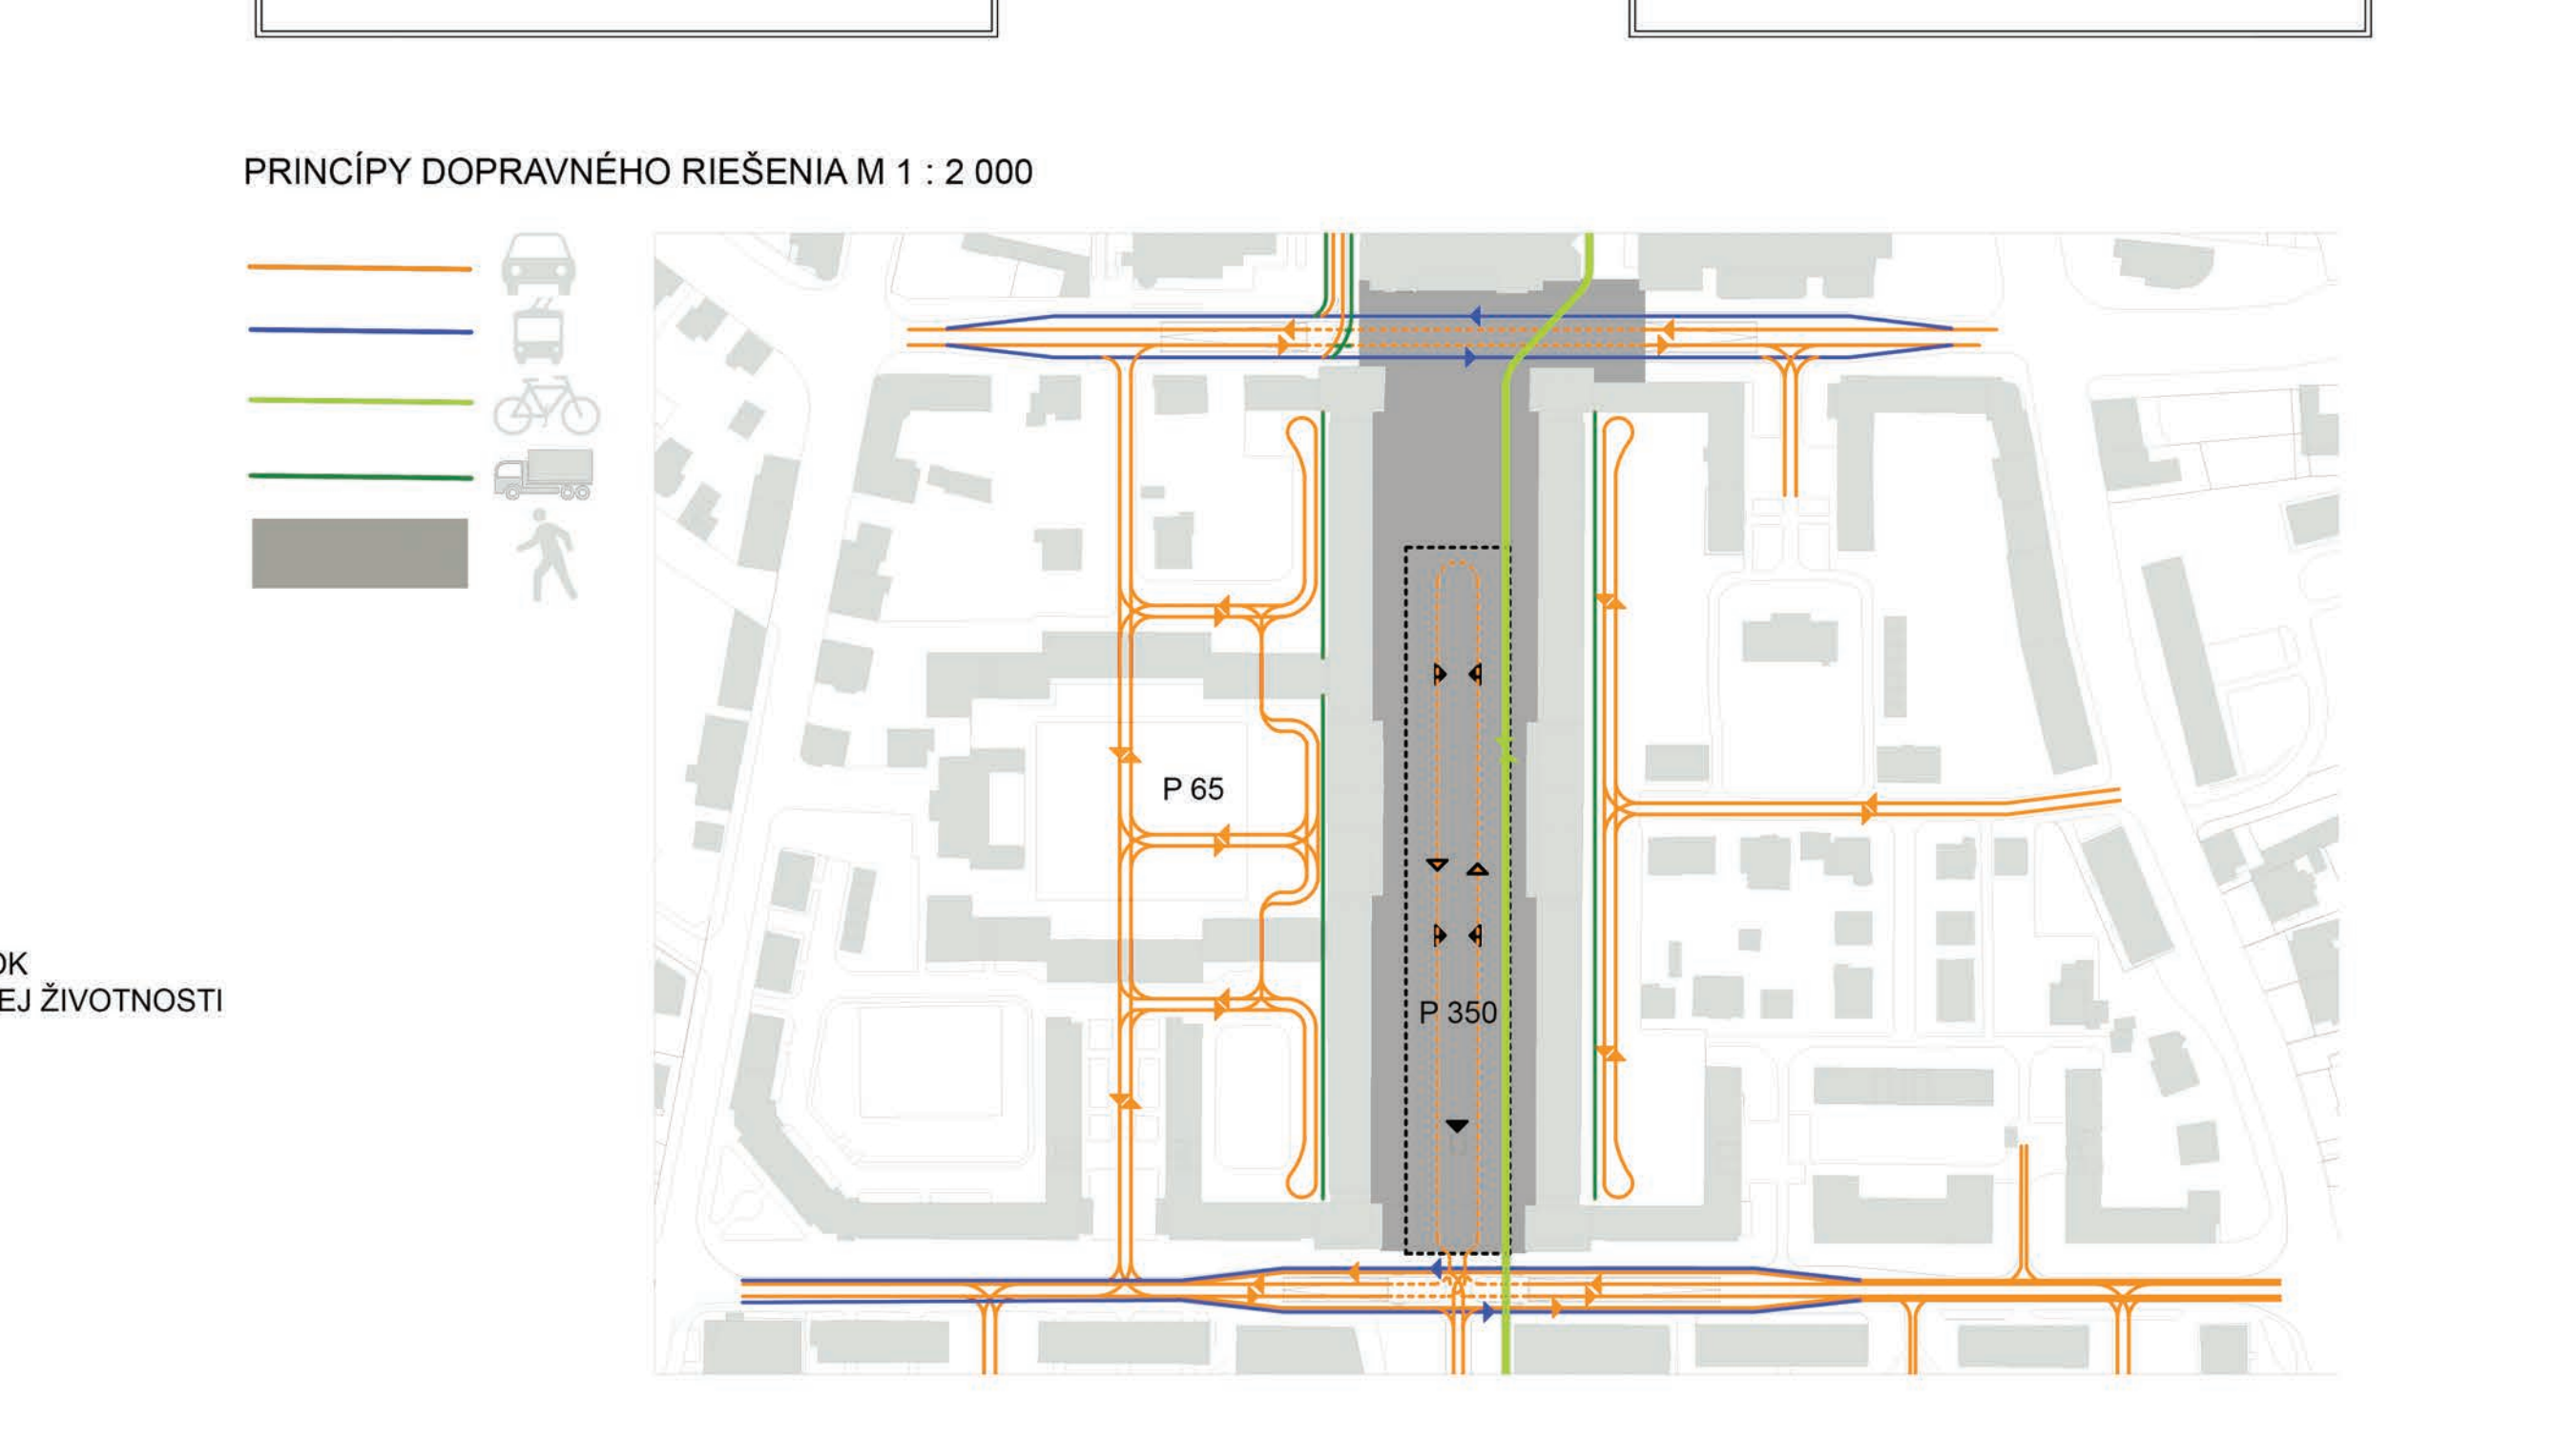 PRINCÍPY DOPRAVNÉHO RIEŠENIA M 1 : 2 000
P 65
P 350
OK
EJ ŽIVOTNOSTI